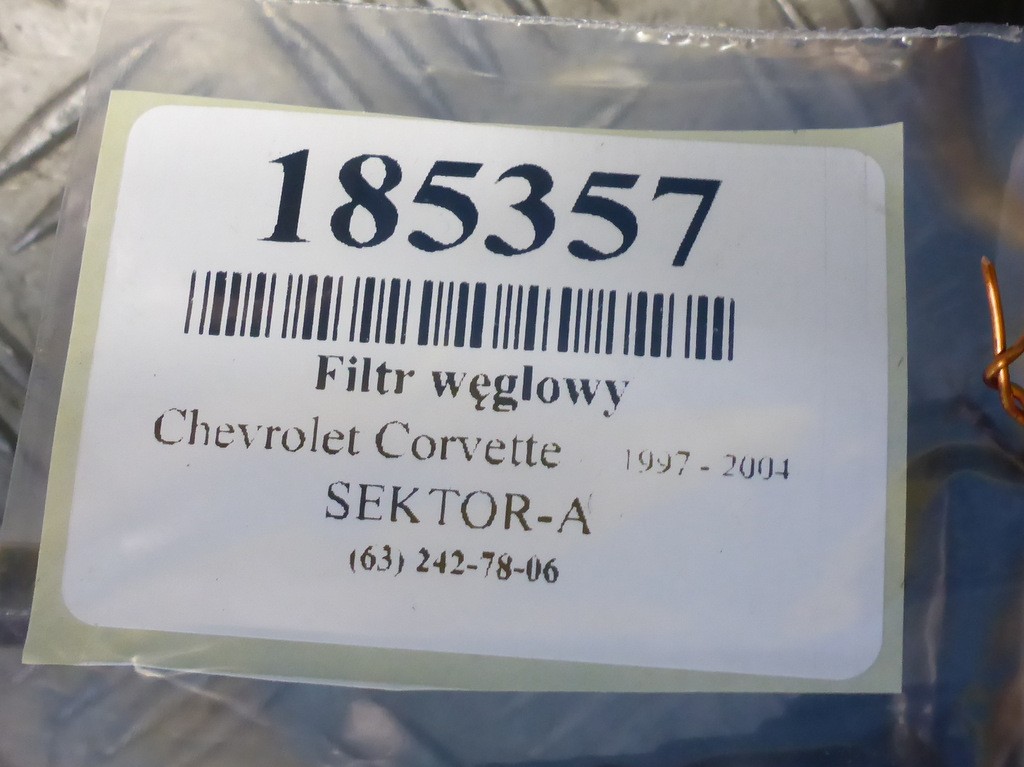 185357
Filtr węglowy
Chevrolet Corvette 1997 - 2004
SEKTOR-A
(63) 242-78-06